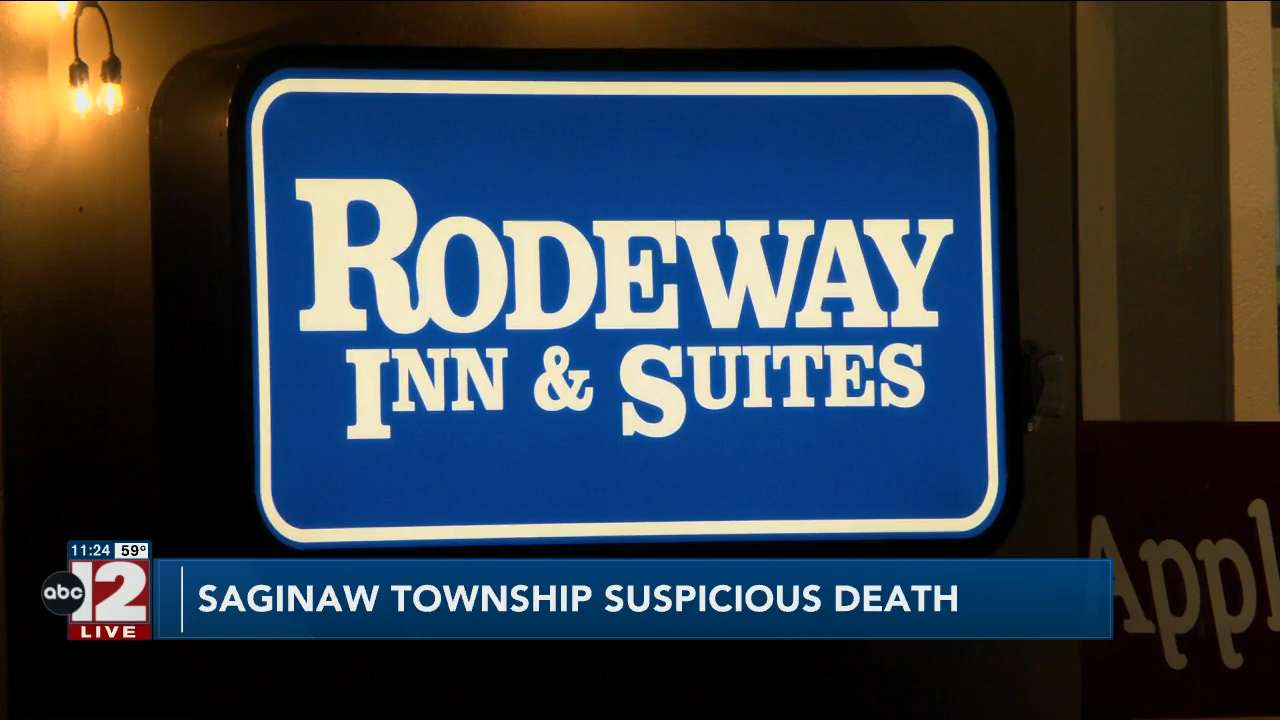 RODEWAY
INN & SUITES
Appl
11:24 59°
abc
12
LIVE
SAGINAW TOWNSHIP SUSPICIOUS DEATH